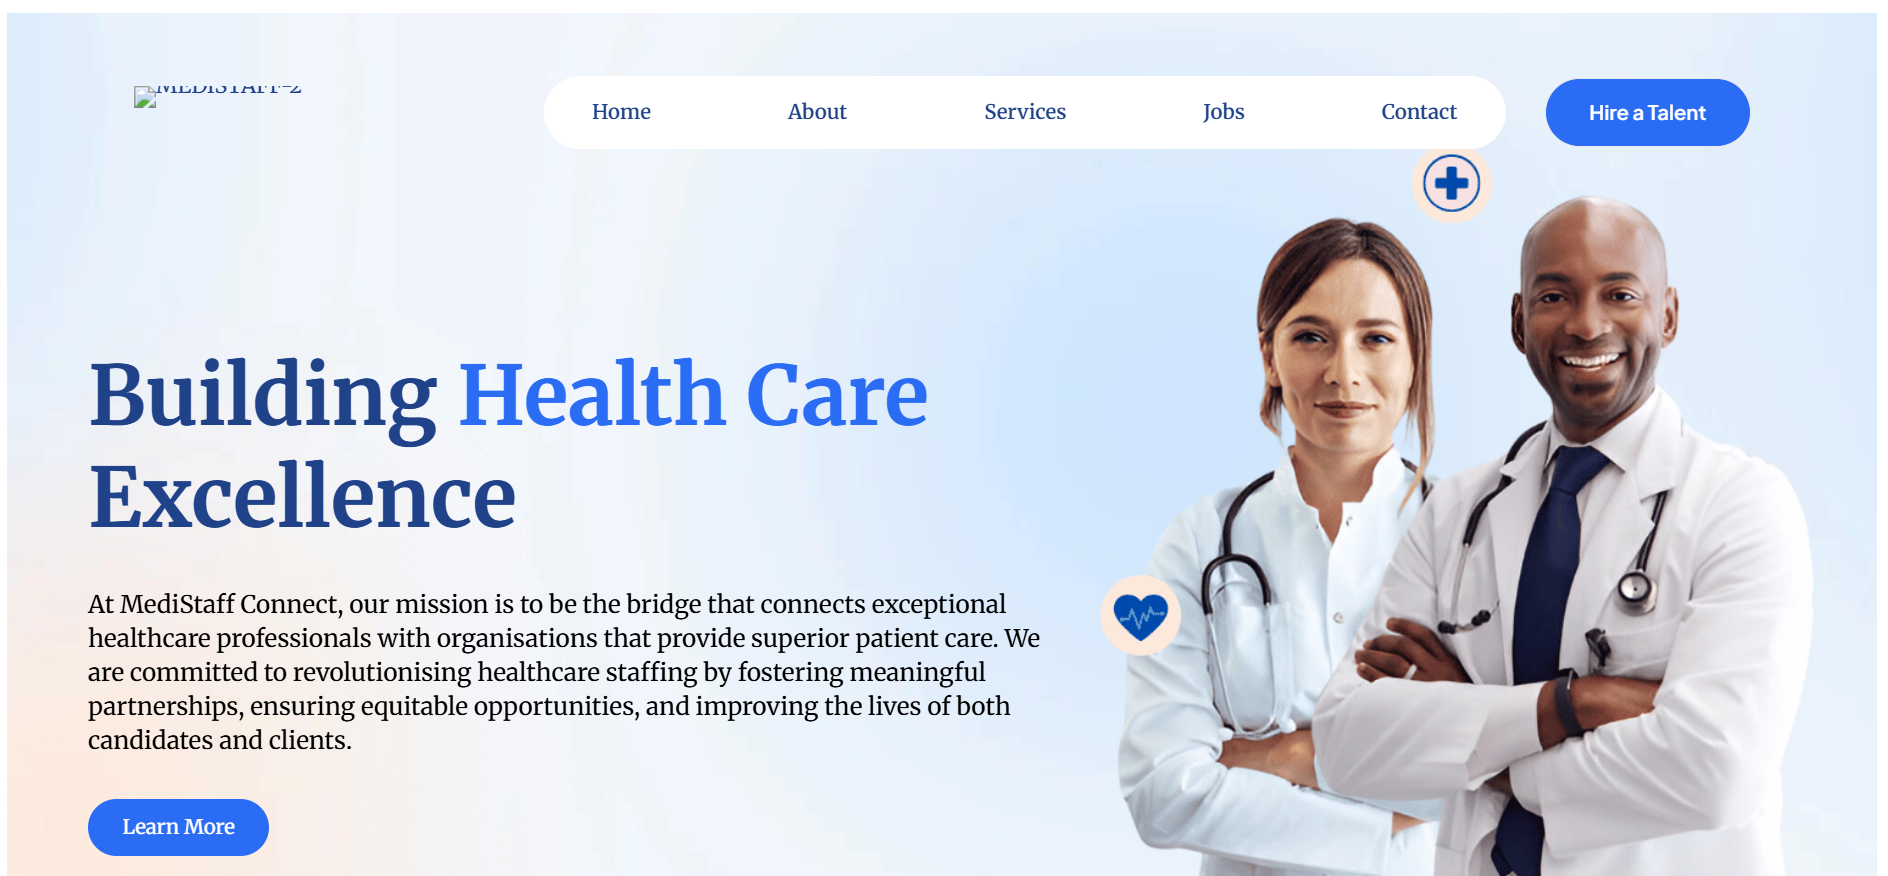 MEDISTAFF-2
Home
About
Services
Jobs
Contact
Hire a Talent
Building Health Care
Excellence
At MediStaff Connect, our mission is to be the bridge that connects exceptional
healthcare professionals with organisations that provide superior patient care. We
are committed to revolutionising healthcare staffing by fostering meaningful
partnerships, ensuring equitable opportunities, and improving the lives of both
candidates and clients.
Learn More